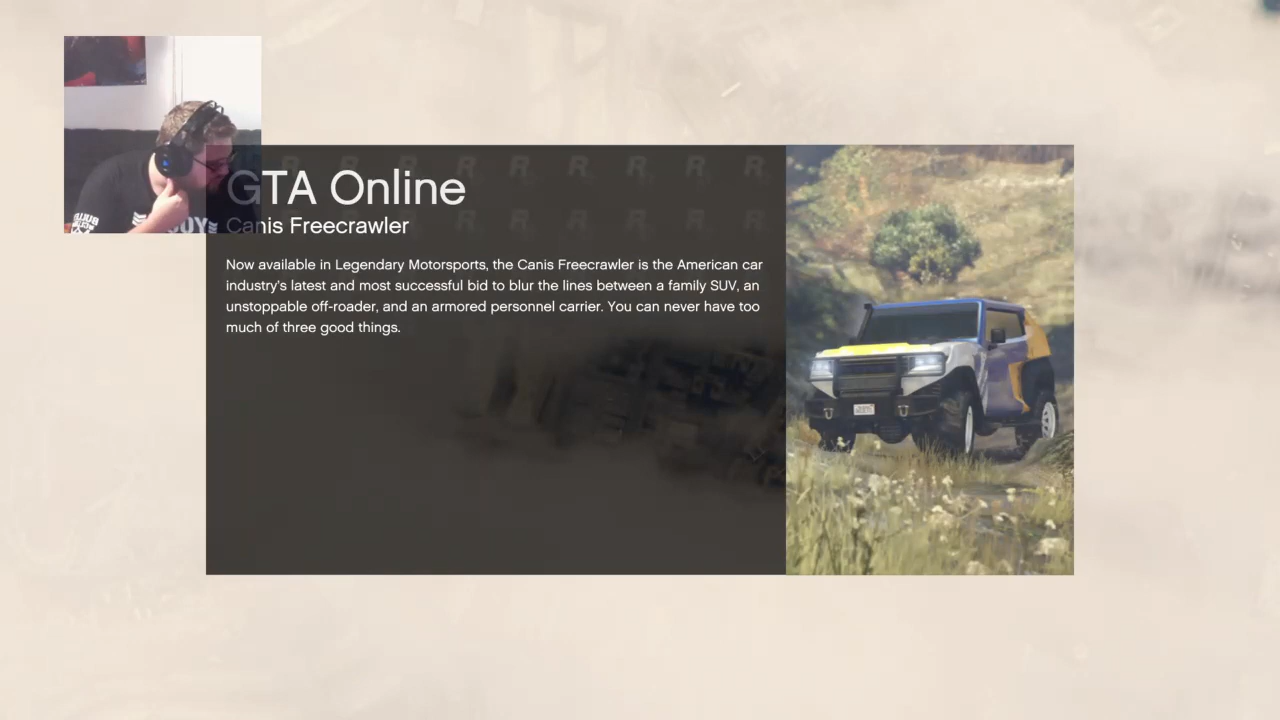 GTA Online
Canis Freecrawler
Now available in Legendary Motorsports, the Canis Freecrawler is the American car
industry's latest and most successful bid to blur the lines between a family SUV, an
unstoppable off-roader, and an armored personnel carrier. You can never have too
much of three good things.